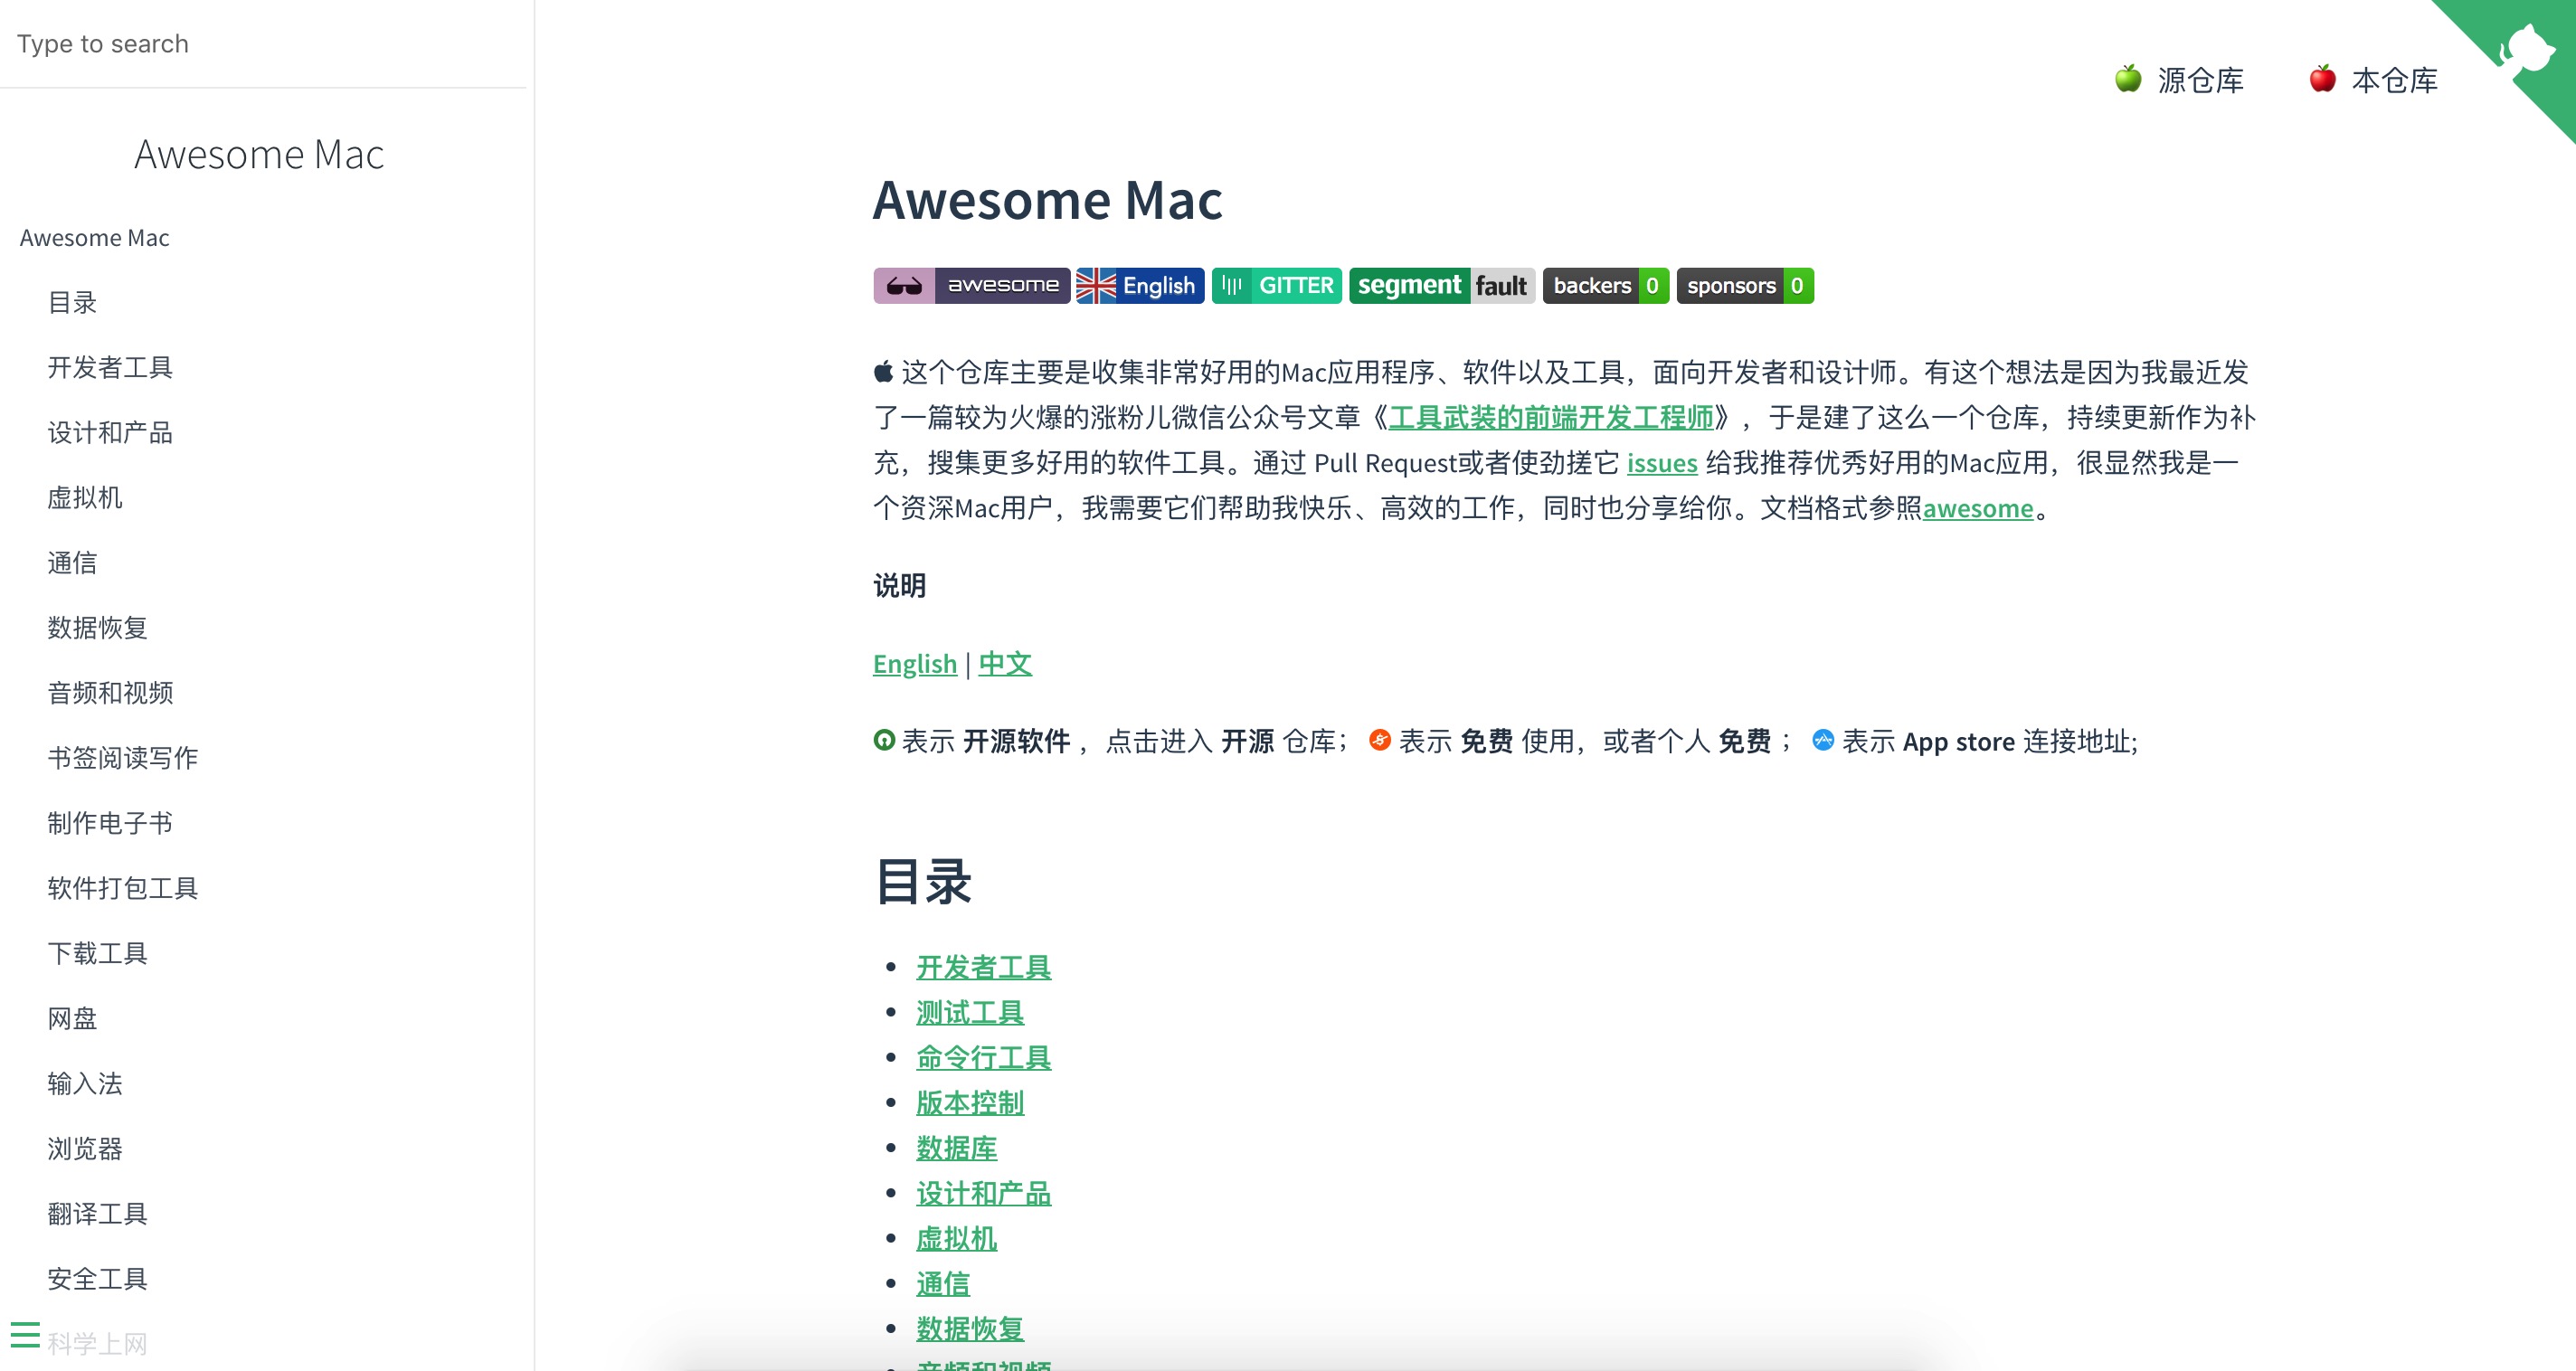 Type to search
Awesome Mac
Awesome Mac
目录
开发者工具
设计和产品
虚拟机
通信
数据恢复
音频和视频
书签阅读写作
制作电子书
软件打包工具
下载工具
网盘
输入法
浏览器
翻译工具
安全工具
科学上网
源仓库 本仓库
Awesome Mac
awesome English GITTER segment fault backers 0 sponsors 0
这个仓库主要是收集非常好用的Mac应用程序、软件以及工具，面向开发者和设计师。有这个想法是因为我最近发
了一篇较为火爆的涨粉儿微信公众号文章《工具武装的前端开发工程师》，于是建了这么一个仓库，持续更新作为补
充，搜集更多好用的软件工具。通过 Pull Request或者使劲搓它 issues 给我推荐优秀好用的Mac应用，很显然我是一
个资深Mac用户，我需要它们帮助我快乐、高效的工作，同时也分享给你。文档格式参照awesome。
说明
English | 中文
表示 开源软件 ，点击进入 开源 仓库； 表示 免费 使用，或者个人 免费 ； 表示 App store 连接地址;
目录
开发者工具
测试工具
命令行工具
版本控制
数据库
设计和产品
虚拟机
通信
数据恢复
音频和视频